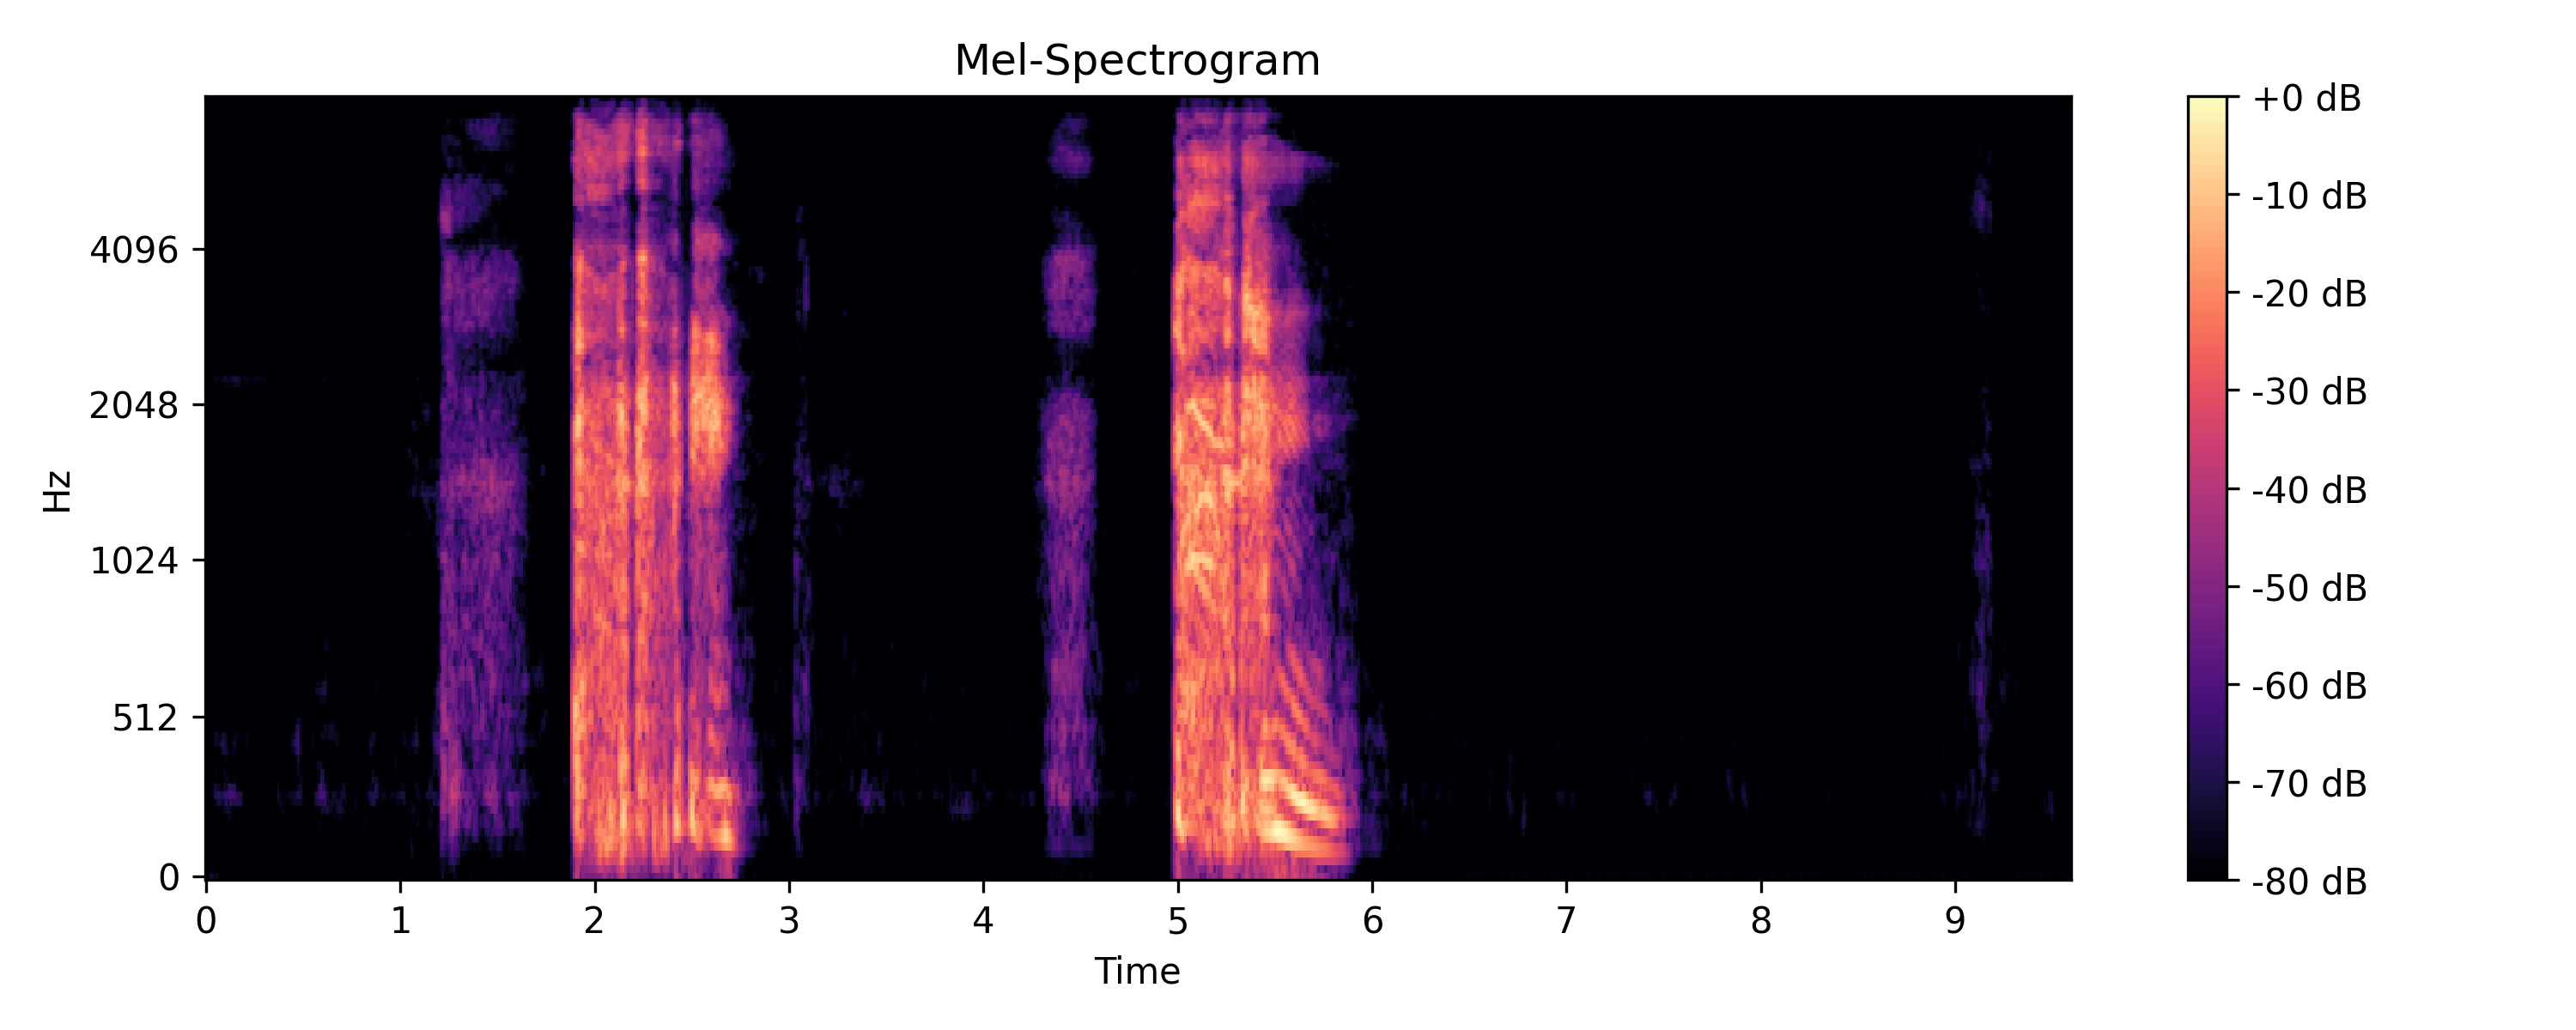 Mel-Spectrogram
+0 dB
4096
-10 dB
-20 dB
2048
-30 dB
Hz
-40 dB
1024
-50 dB
512
-60 dB
-70 dB
0
-80 dB
0 1 2 3 4 5 6 7 8 9
Time